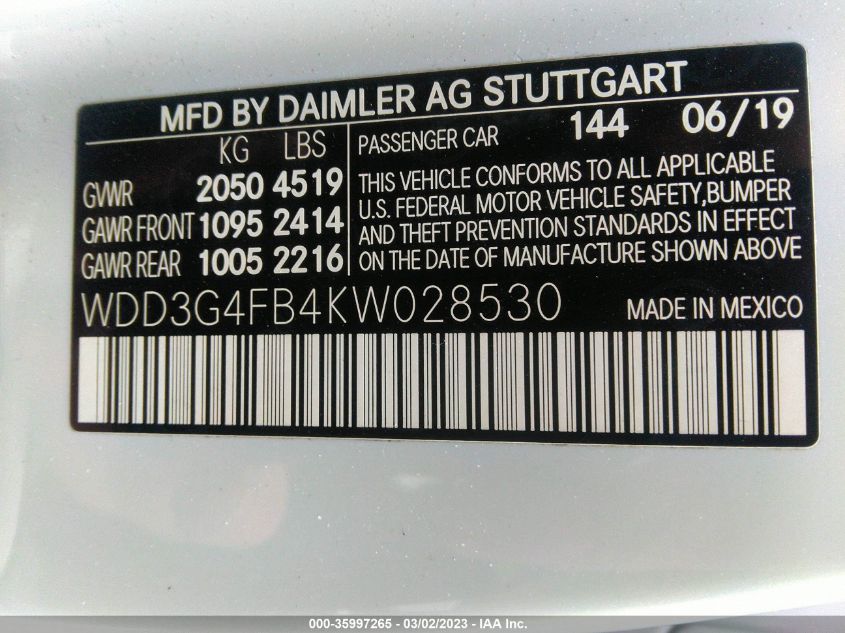 MFD BY DAIMLER AG STUTTGART
KG LBS
GVWR 2050 4519
GAWR FRONT 1095 2414
GAWR REAR 1005 2216
PASSENGER CAR 144 06/19
THIS VEHICLE CONFORMS TO ALL APPLICABLE
U.S. FEDERAL MOTOR VEHICLE SAFETY, BUMPER
AND THEFT PREVENTION STANDARDS IN EFFECT
ON THE DATE OF MANUFACTURE SHOWN ABOVE
WDD3G4FB4KW028530 MADE IN MEXICO
000-35997265 - 03/02/2023 - IAA Inc.